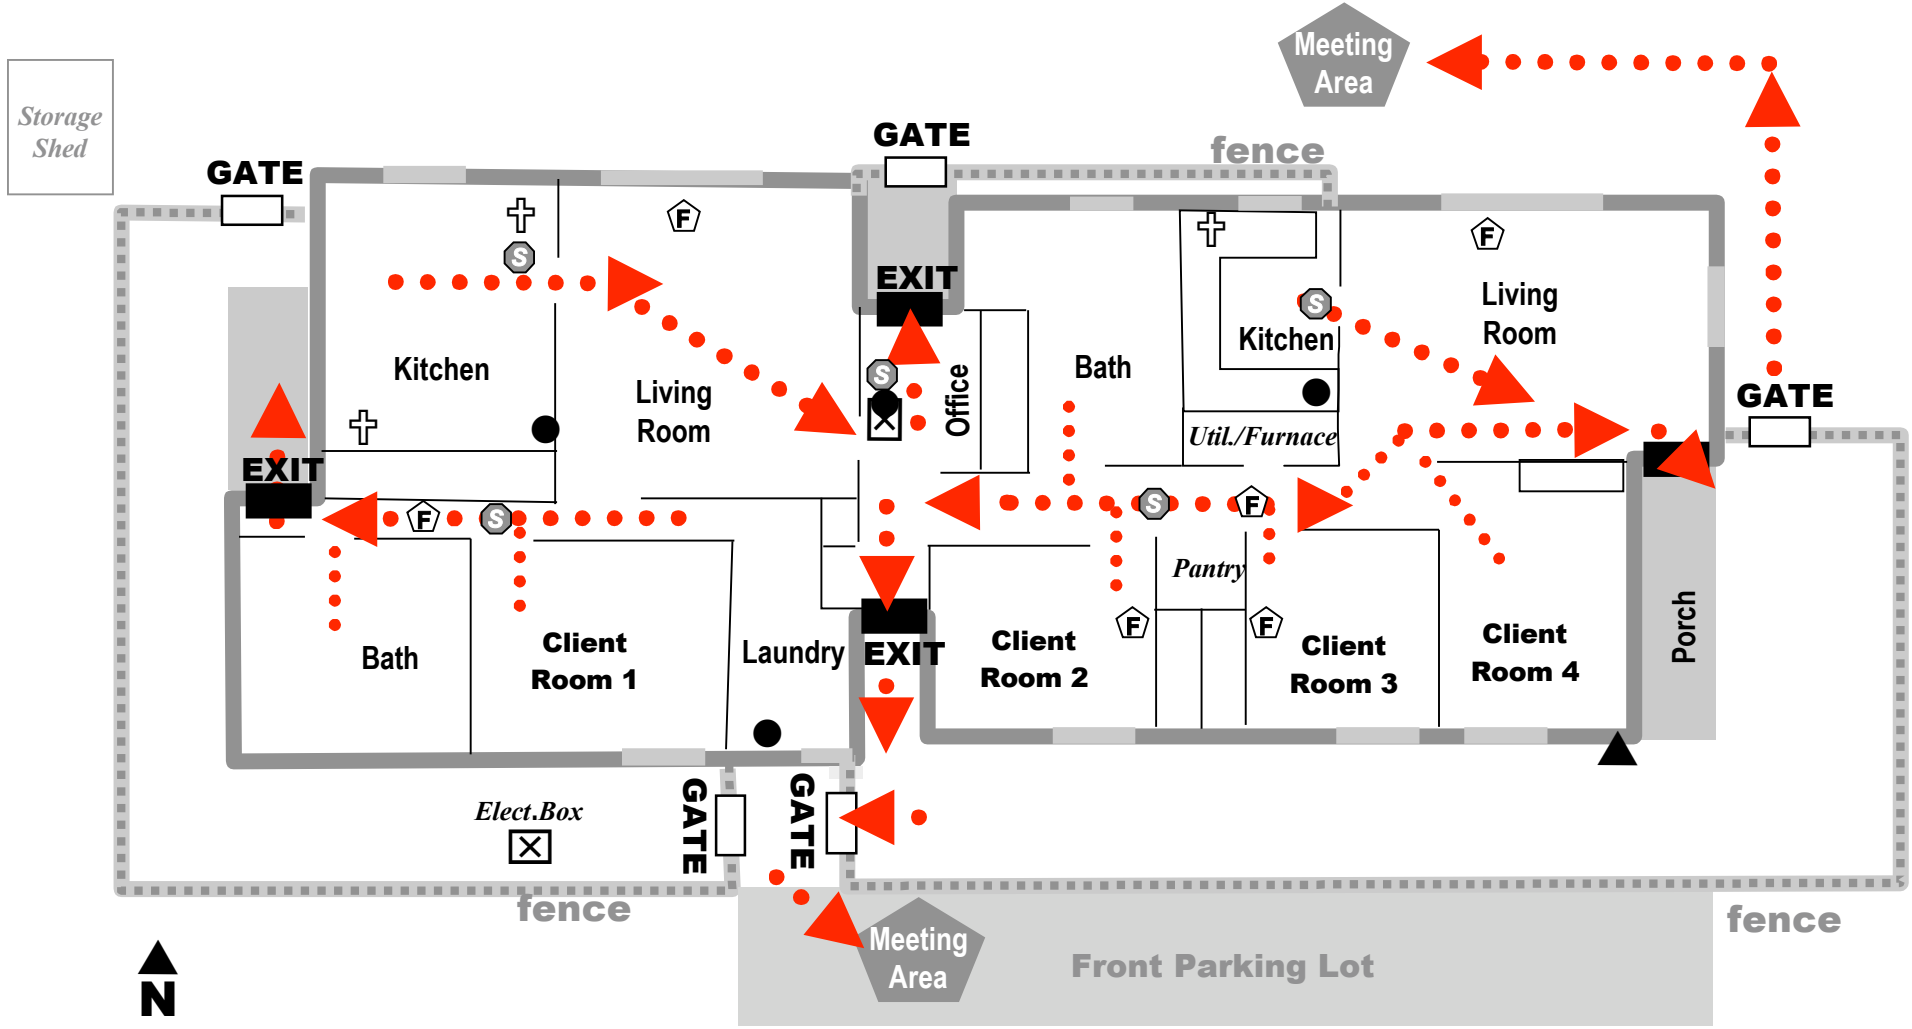 Meeting
Area
Storage
Shed
GATE
GATE
fence
F
F
S
EXIT
S
Living
Room
Kitchen
Kitchen
Living
Room
S
Office
Bath
GATE
Util./Furnace
EXIT
F
S
S
F
Pantry
F
F
Client
Room 1
Bath
Laundry
EXIT
Client
Room 2
Client
Room 3
Client
Room 4
Porch
GATE
GATE
Elect.Box
fence
fence
Meeting
Area
Front Parking Lot
N